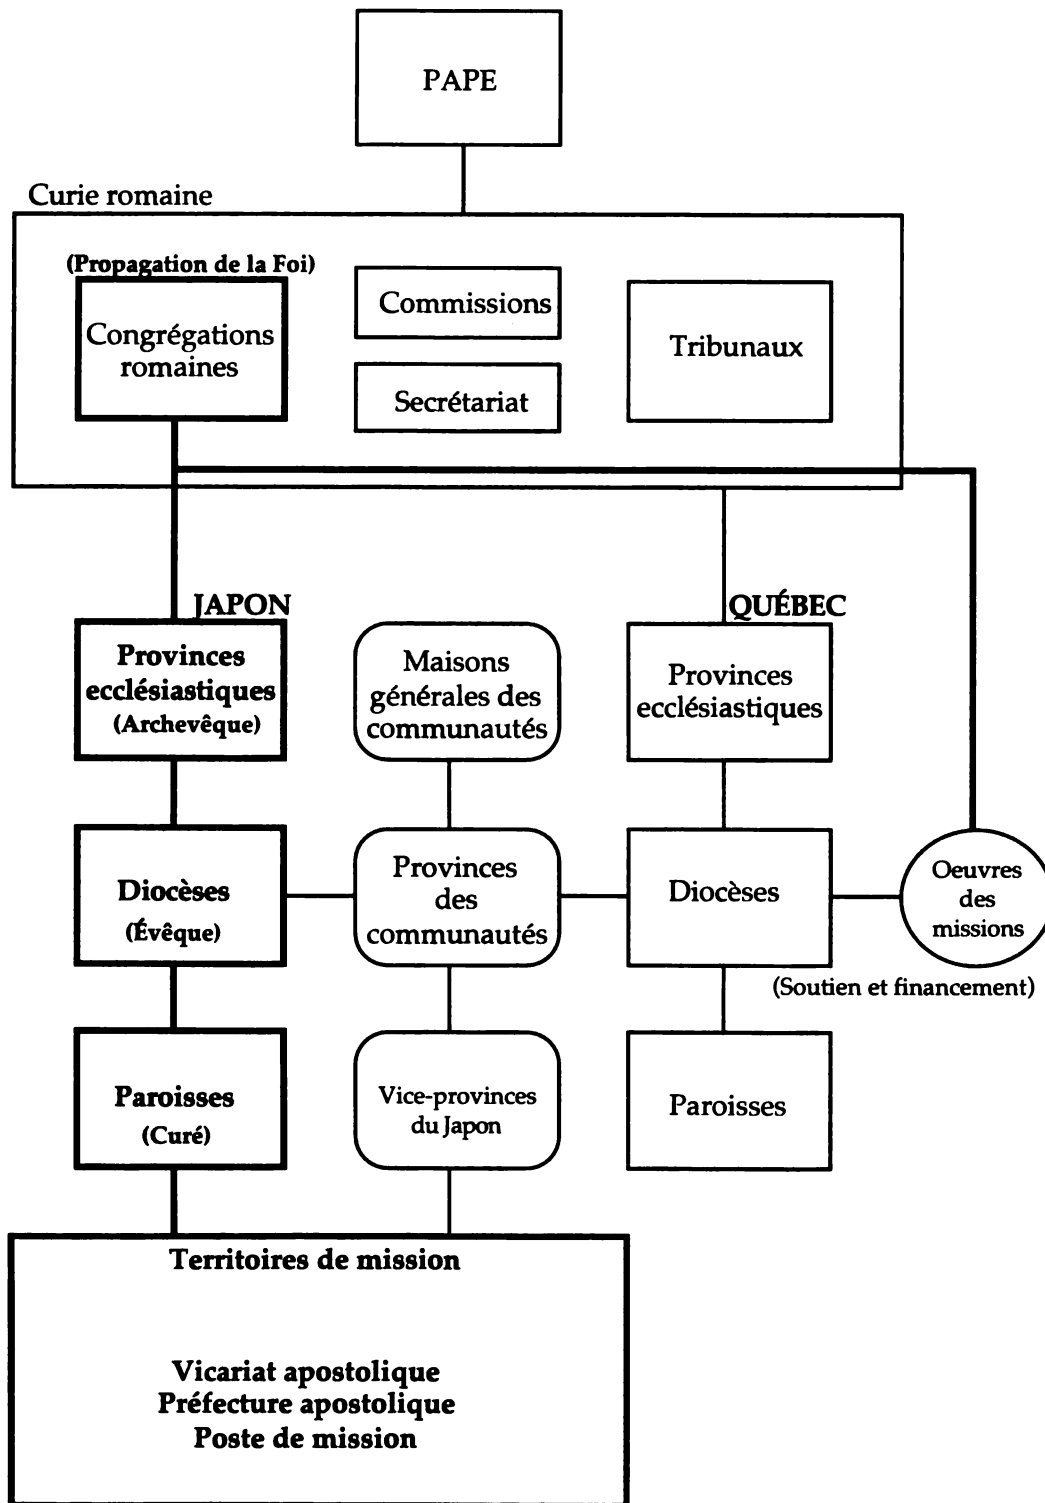 PAPE
Curie romaine
(Propagation de la Foi)
Congrégations
romaines
Commissions
Secrétariat
Tribunaux
JAPON
QUÉBEC
Provinces
ecclésiastiques
(Archevêque)
Maisons
générales des
communautés
Provinces
ecclésiastiques
Diocèses
(Évêque)
Provinces
des
communautés
Diocèses
Oeuvres
des
missions
(Soutien et financement)
Paroisses
(Curé)
Vice-provinces
du Japon
Paroisses
Territoires de mission
Vicariat apostolique
Préfecture apostolique
Poste de mission